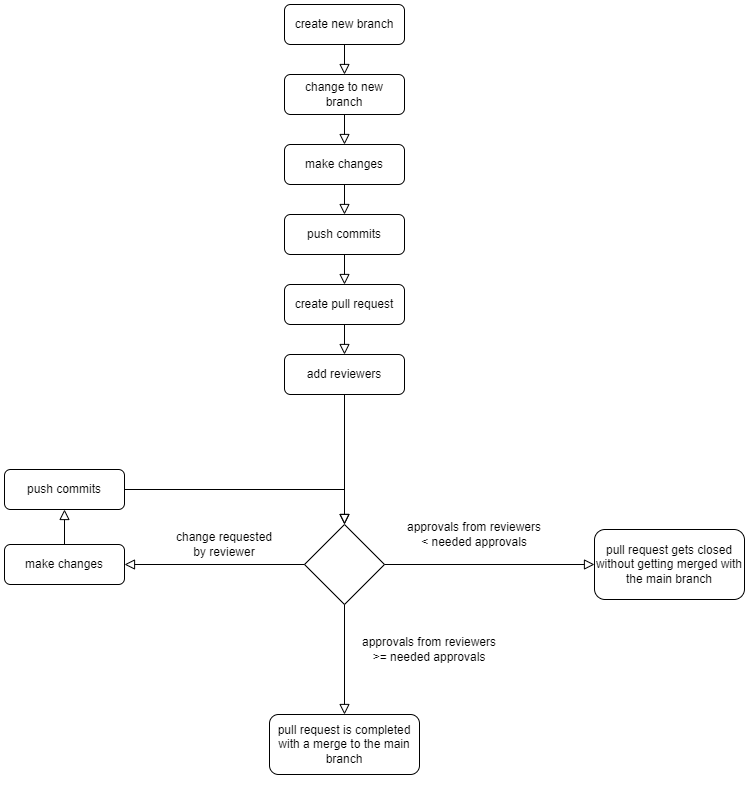 create new branch
change to new
branch
make changes
push commits
create pull request
add reviewers
push commits
change requested
by reviewer
approvals from reviewers
< needed approvals
make changes
pull request gets closed
without getting merged with
the main branch
approvals from reviewers
>= needed approvals
pull request is completed
with a merge to the main
branch